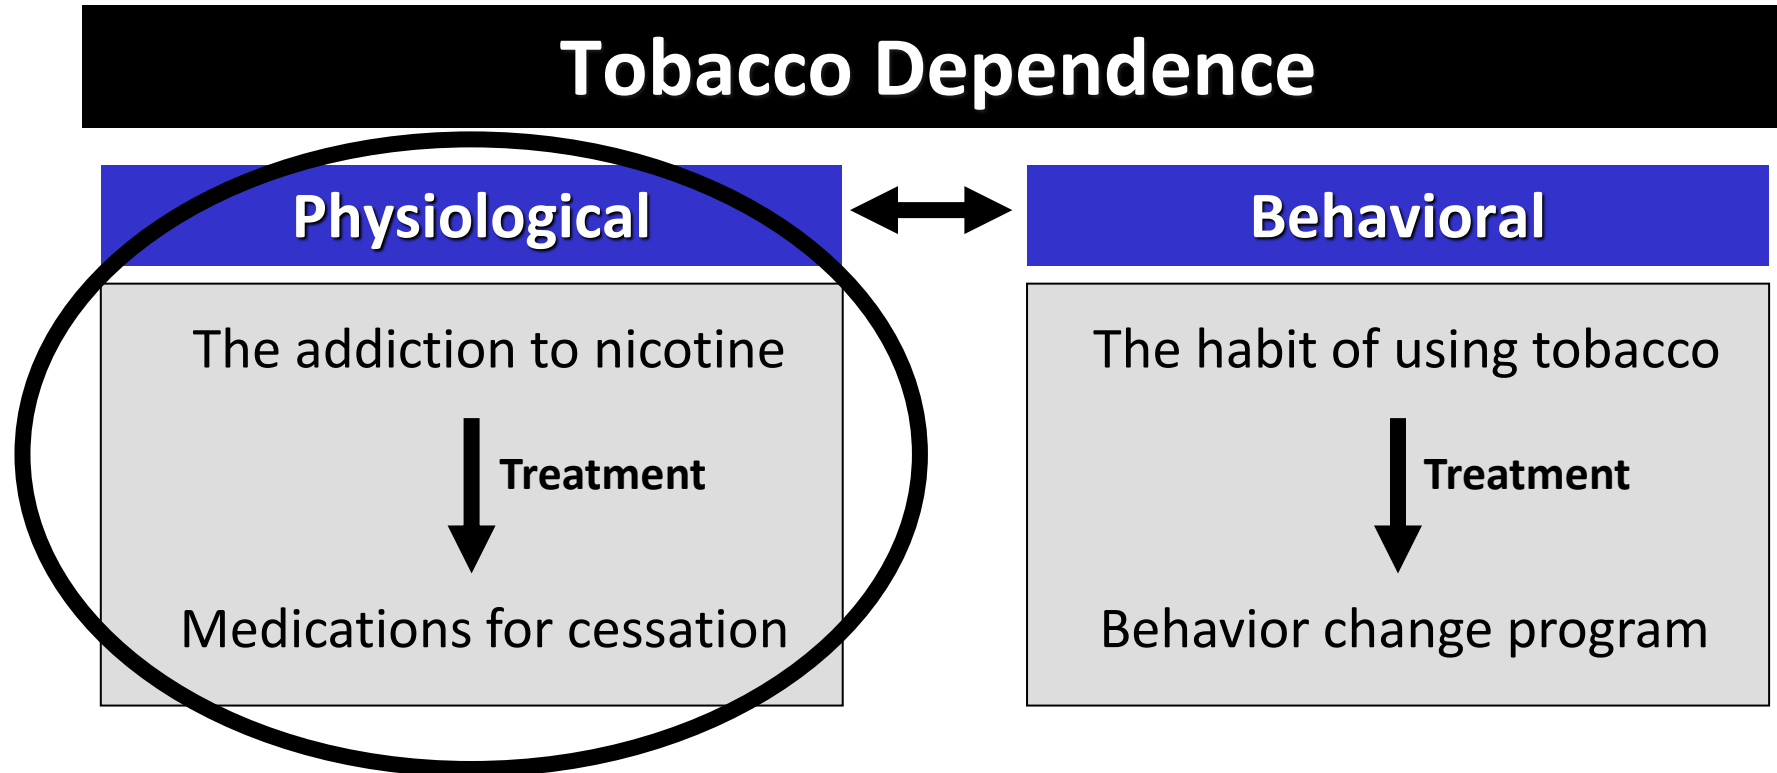 Tobacco Dependence
Physiological
The addiction to nicotine
Treatment
Medications for cessation
Behavioral
The habit of using tobacco
Treatment
Behavior change program